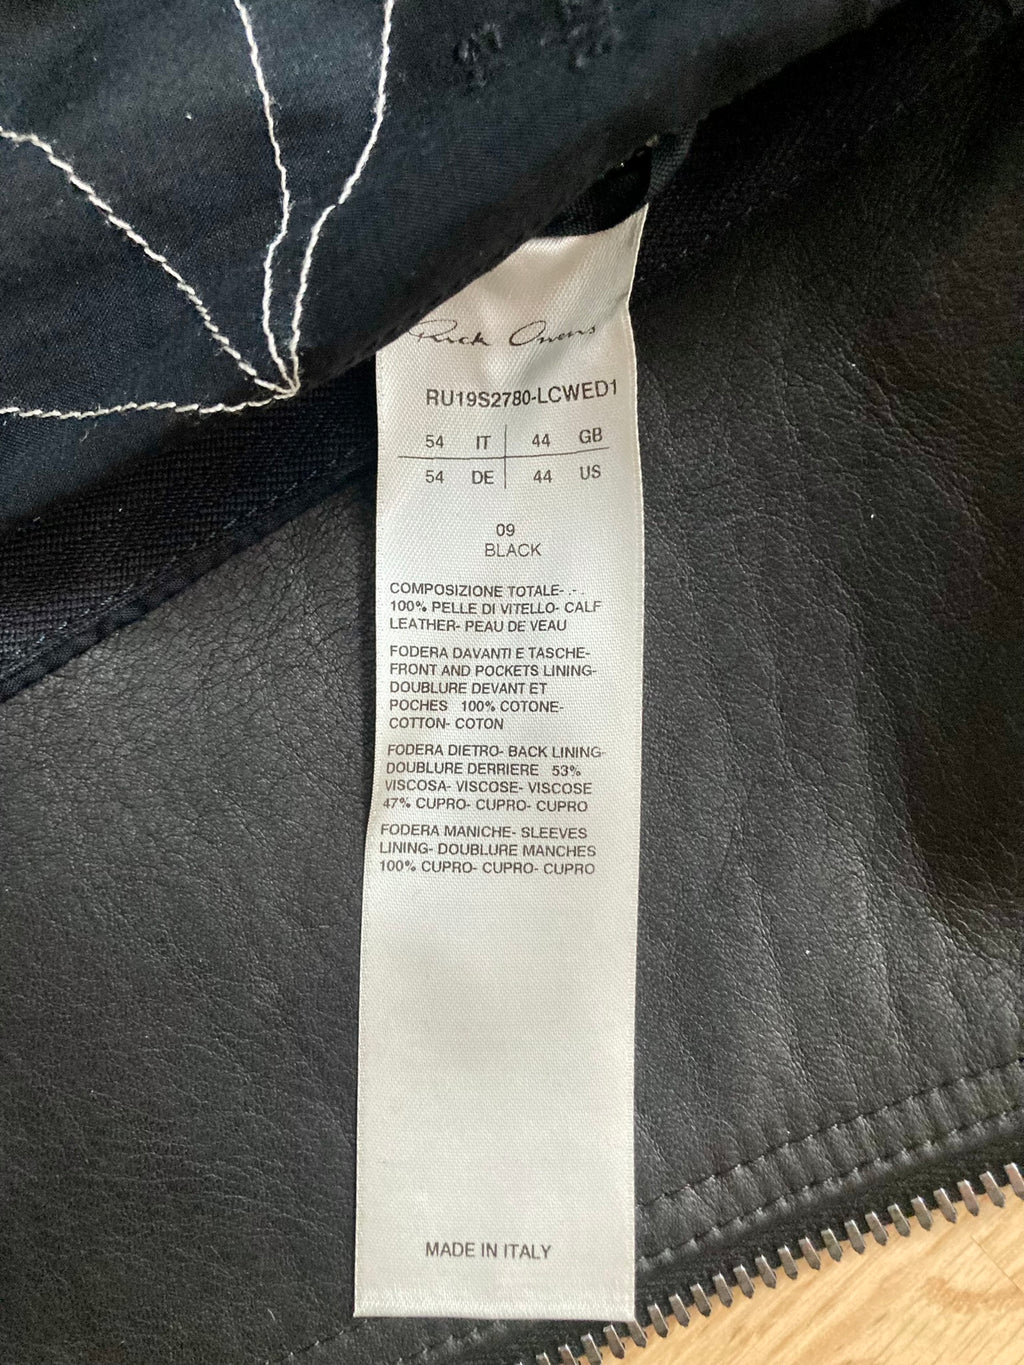 Rick Owens
RU19S2780-LCWED1
54 IT 44 GB
54 DE 44 US
09
BLACK
COMPOSIZIONE TOTALE- .- .
100% PELLE DI VITELLO- CALF
LEATHER- PEAU DE VEAU
FODERA DAVANTI E TASCHE-
FRONT AND POCKETS LINING-
DOUBLURE DEVANT ET
POCHES 100% COTONE-
COTTON- COTON
FODERA DIETRO- BACK LINING-
DOUBLURE DERRIERE 53%
VISCOSA- VISCOSE- VISCOSE
47% CUPRO- CUPRO- CUPRO
FODERA MANICHE- SLEEVES
LINING- DOUBLURE MANCHES
100% CUPRO- CUPRO- CUPRO
MADE IN ITALY